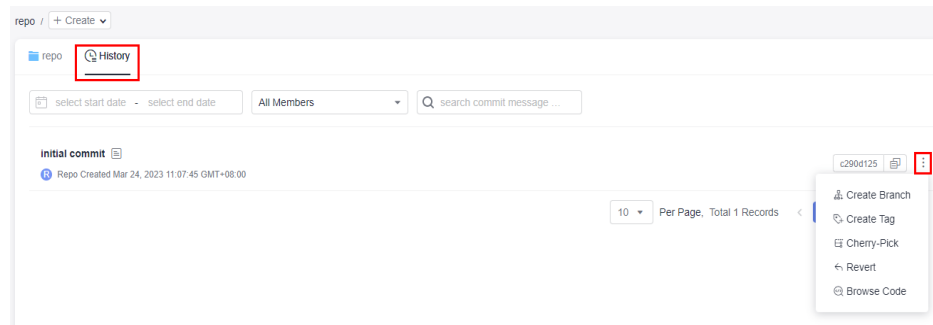 repo / + Create
repo History
select start date - select end date All Members search commit message ...
initial commit
c290d125
R Repo Created Mar 24, 2023 11:07:45 GMT+08:00
Create Branch
10 Per Page, Total 1 Records <
Create Tag
Cherry-Pick
Revert
Browse Code